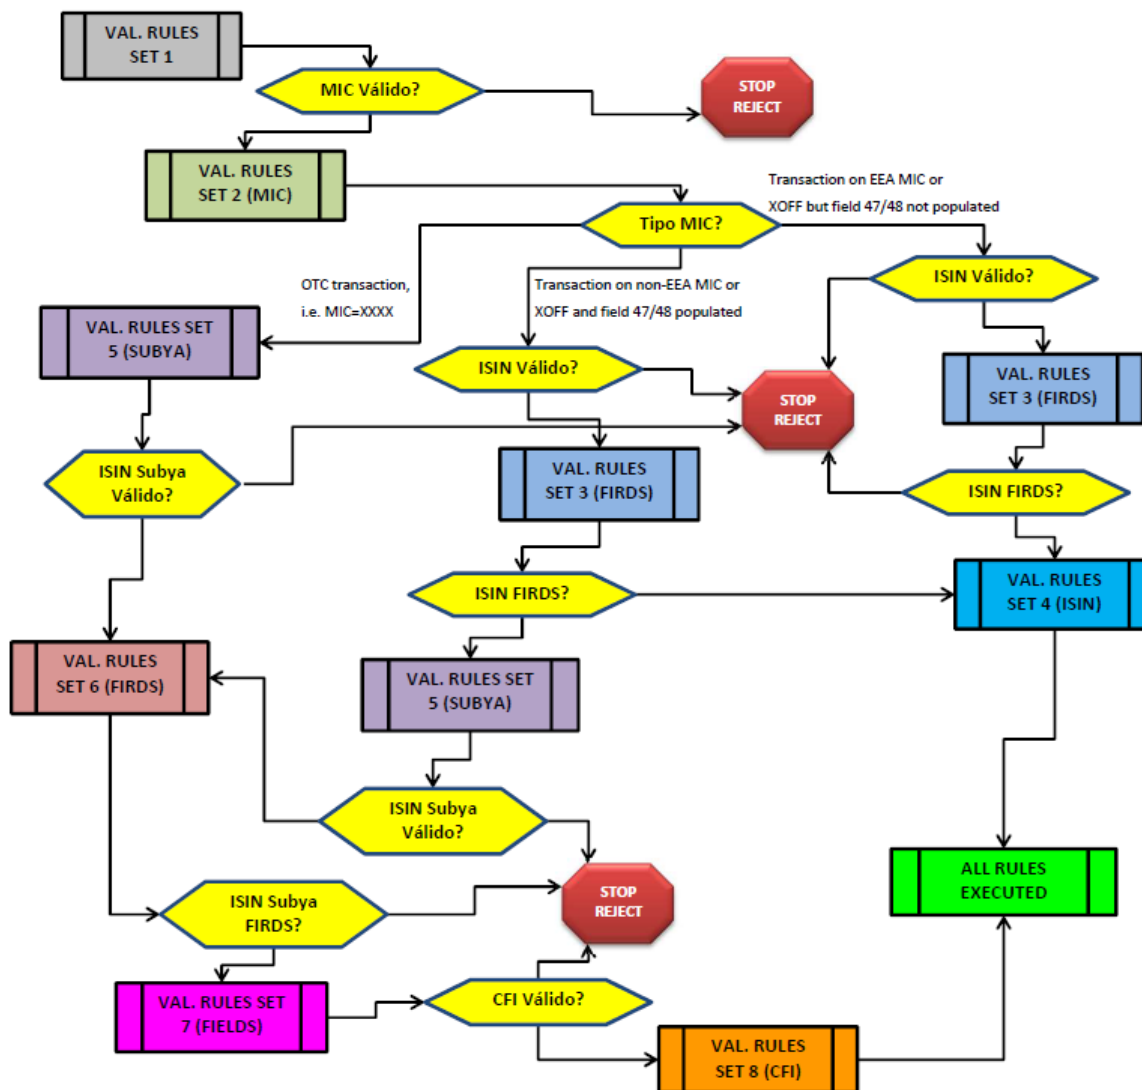 VAL. RULES
SET 1
MIC Válido?
STOP
REJECT
VAL. RULES
SET 2 (MIC)
Transaction on EEA MIC or
XOFF but field 47/48 not populated
Tipo MIC?
ISIN Válido?
OTC transaction,
i.e. MIC=XXXX
Transaction on non-EEA MIC or
XOFF and field 47/48 populated
VAL. RULES SET
5 (SUBYA)
ISIN Válido?
STOP
REJECT
VAL. RULES
SET 3 (FIRDS)
ISIN Subya
Válido?
VAL. RULES
SET 3 (FIRDS)
ISIN FIRDS?
ISIN FIRDS?
VAL. RULES
SET 4 (ISIN)
VAL. RULES
SET 6 (FIRDS)
VAL. RULES SET
5 (SUBYA)
ISIN Subya
Válido?
ALL RULES
EXECUTED
ISIN Subya
FIRDS?
STOP
REJECT
VAL. RULES SET
7 (FIELDS)
CFI Válido?
VAL. RULES
SET 8 (CFI)